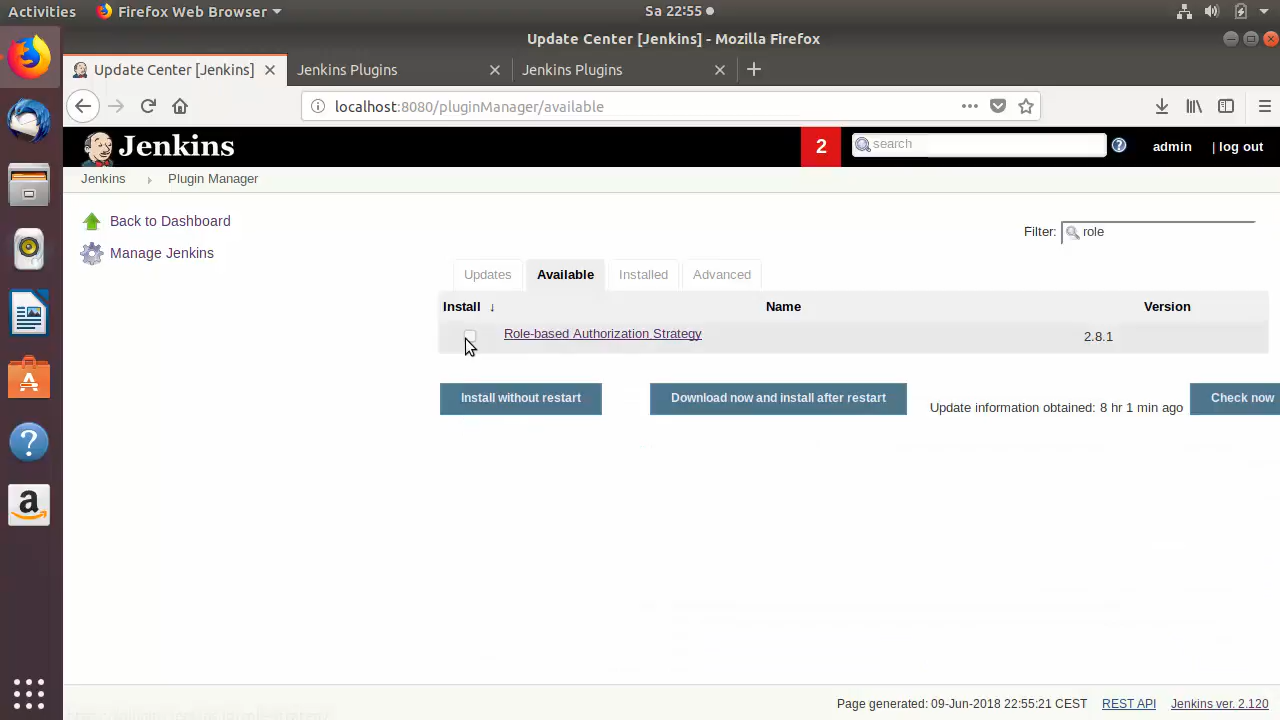 Activities Firefox Web Browser Sa 22:55
Update Center [Jenkins] - Mozilla Firefox
Update Center [Jenkins] Jenkins Plugins Jenkins Plugins
localhost:8080/pluginManager/available
Jenkins 2 search admin | log out
Jenkins Plugin Manager
Back to Dashboard
Filter: role
Manage Jenkins
Updates Available Installed Advanced
Install ↓ Name Version
Role-based Authorization Strategy 2.8.1
Install without restart Download now and install after restart Update information obtained: 8 hr 1 min ago Check now
Page generated: 09-Jun-2018 22:55:21 CEST REST API Jenkins ver. 2.120